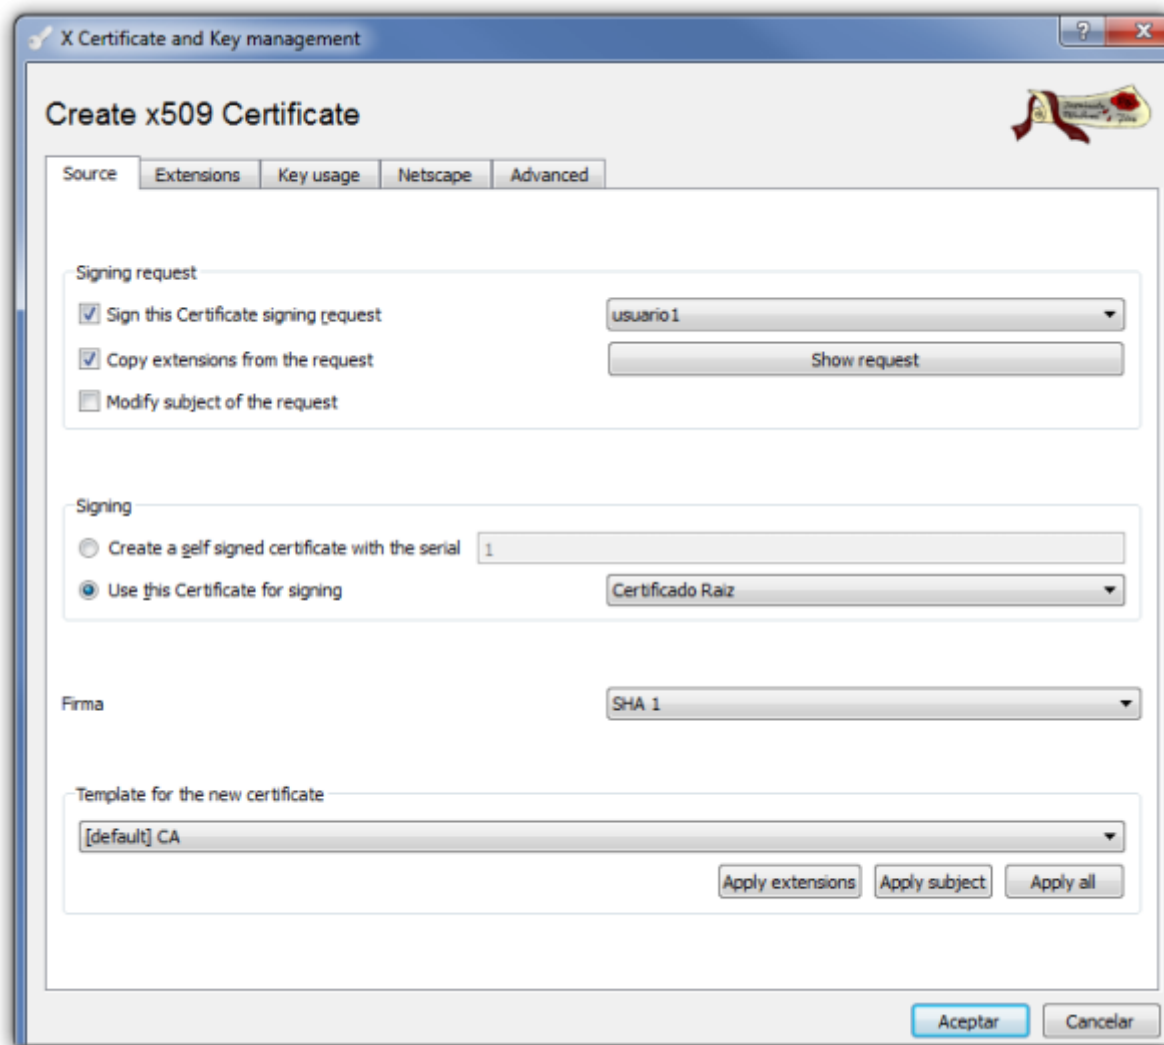 X Certificate and Key management
Create x509 Certificate
Source Extensions Key usage Netscape Advanced
Signing request
Sign this Certificate signing request usuario1
Copy extensions from the request Show request
Modify subject of the request
Signing
Create a self signed certificate with the serial 1
Use this Certificate for signing Certificado Raiz
Firma SHA 1
Template for the new certificate
[default] CA
Apply extensions Apply subject Apply all
Aceptar Cancelar